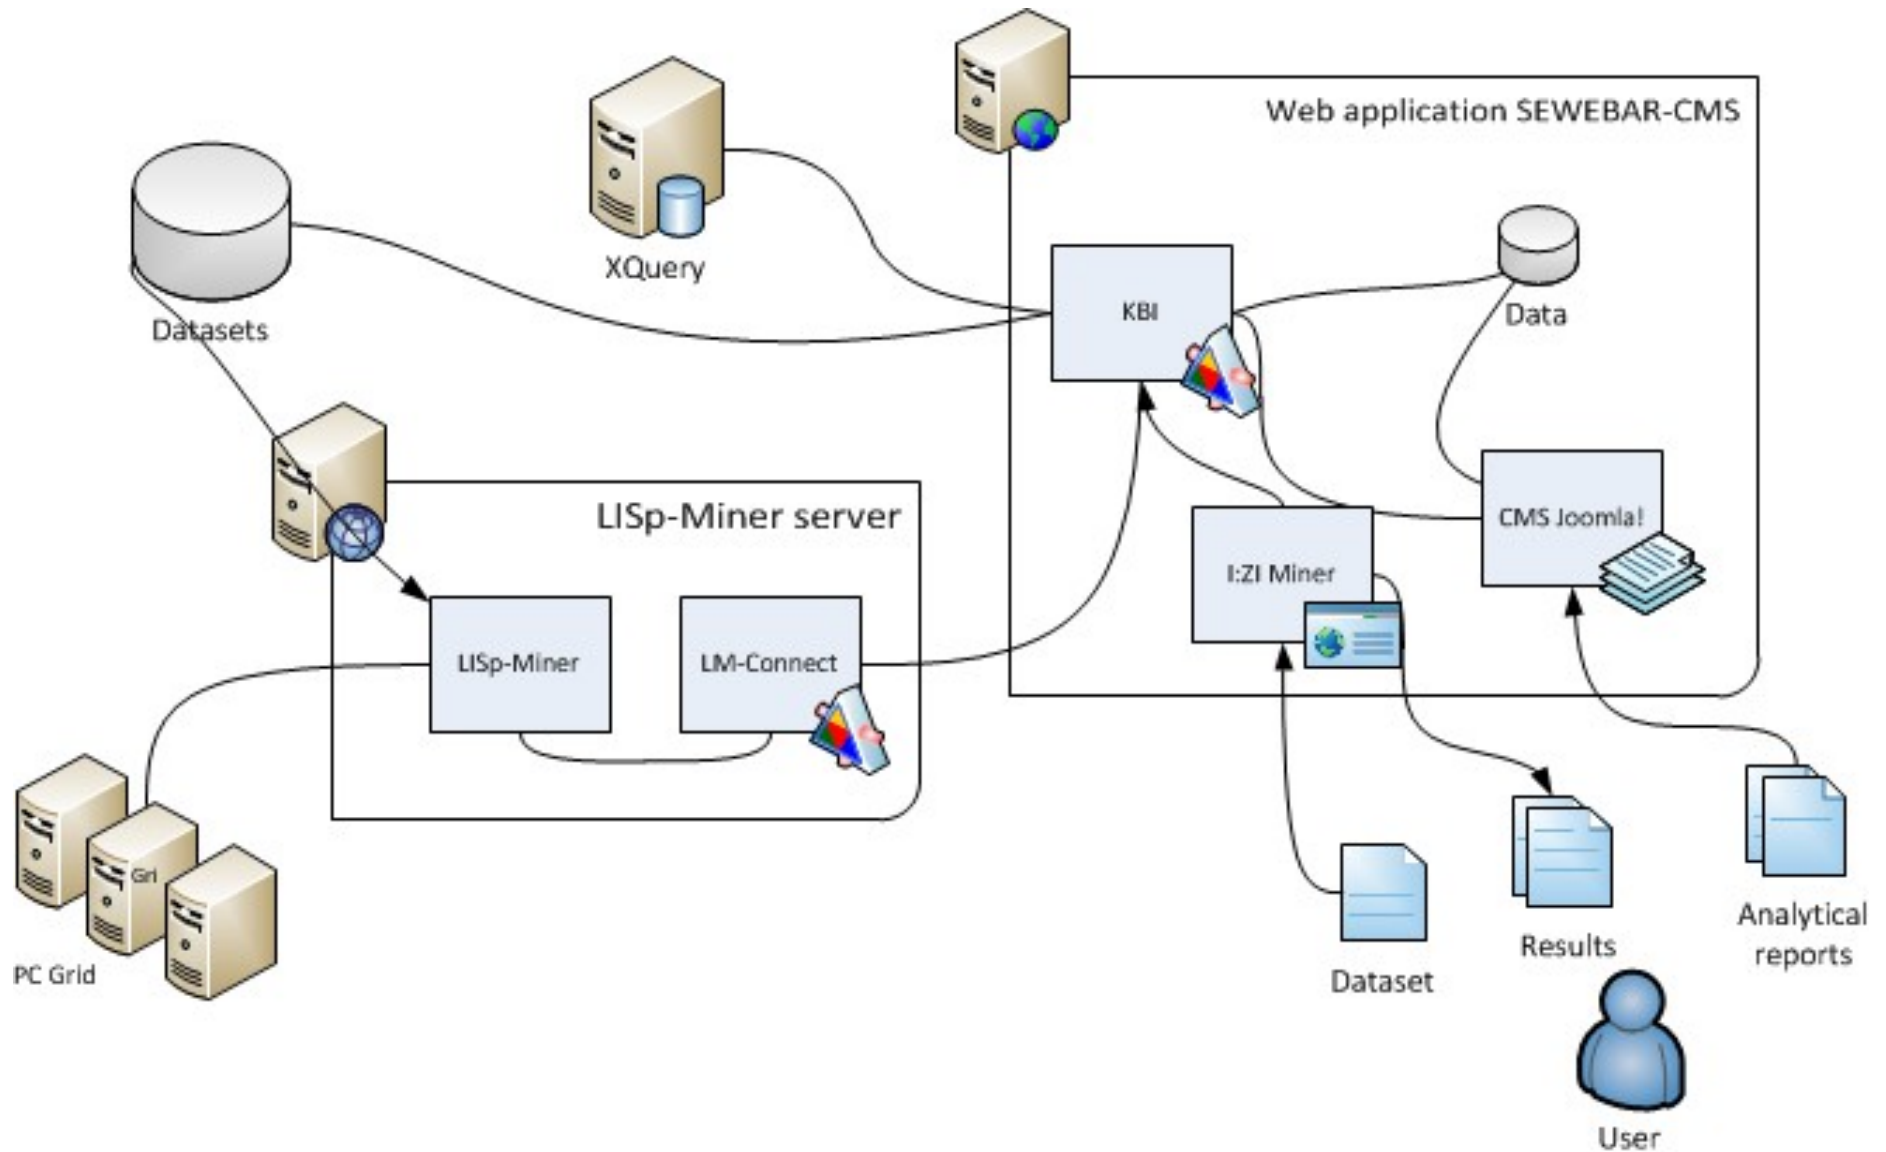 Web application SEWEBAR-CMS
XQuery
Datasets
KBI
Data
LISp-Miner server
CMS Joomla!
I:ZI Miner
LISp-Miner
LM-Connect
Gri
PC Grid
Dataset
Results
Analytical
reports
User